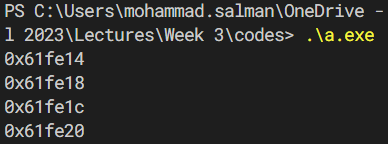 PS C:\Users\mohammad.salman\OneDrive -
l 2023\Lectures\Week 3\codes> .\a.exe
0x61fe14
0x61fe18
0x61fe1c
0x61fe20